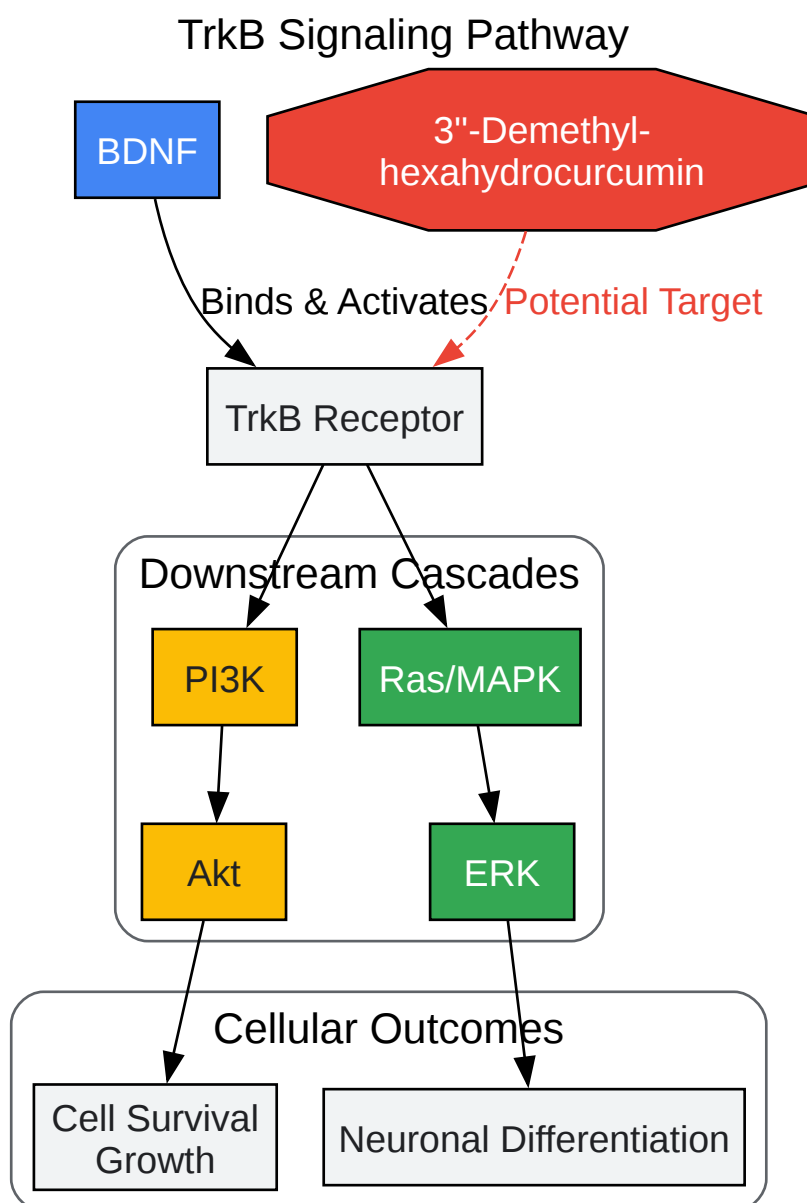 TrkB Signaling Pathway
BDNF
3"-Demethyl-
hexahydrocurcumin
Binds & Activates
Potential Target
TrkB Receptor
Downstream Cascades
PI3K
Ras/MAPK
Akt
ERK
Cellular Outcomes
Cell Survival
Growth
Neuronal Differentiation